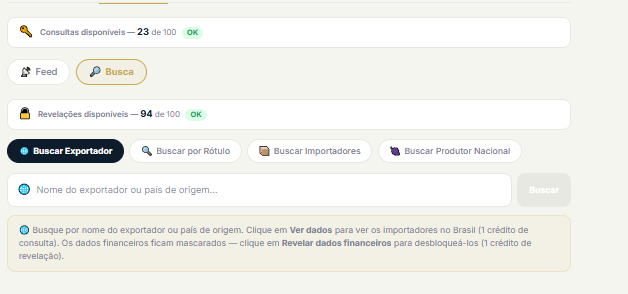 Consultas disponíveis — 23 de 100 OK
Feed Busca
Revelações disponíveis — 94 de 100 OK
Buscar Exportador Buscar por Rótulo Buscar Importadores Buscar Produtor Nacional
Nome do exportador ou país de origem... Buscar
Busque por nome do exportador ou país de origem. Clique em Ver dados para ver os importadores no Brasil (1 crédito de
consulta). Os dados financeiros ficam mascarados — clique em Revelar dados financeiros para desbloqueá-los (1 crédito de
revelação).